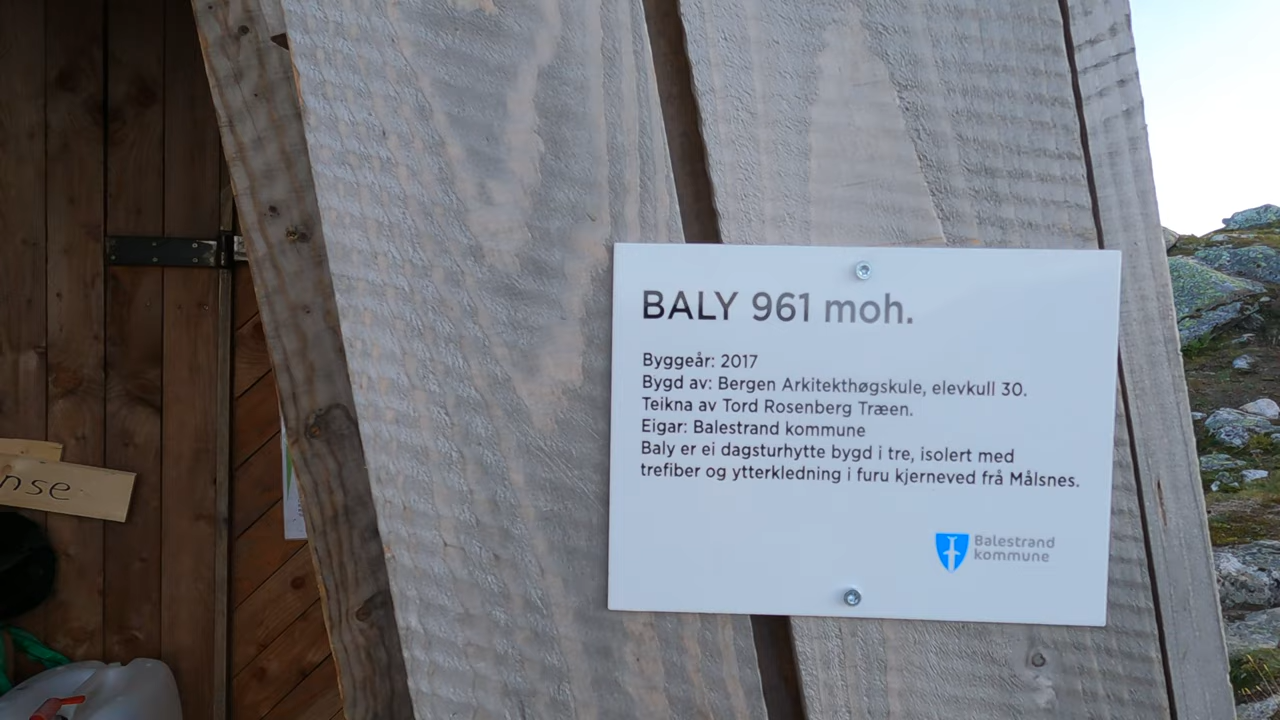 BALY 961 moh.
Byggeår: 2017
Bygd av: Bergen Arkitekthøgskule, elevkull 30.
Teikna av Tord Rosenberg Træen.
Eigar: Balestrand kommune
Baly er ei dagsturhytte bygd i tre, isolert med
trefiber og ytterkledning i furu kjerneved frå Målsnes.
Balestrand
kommune
nse